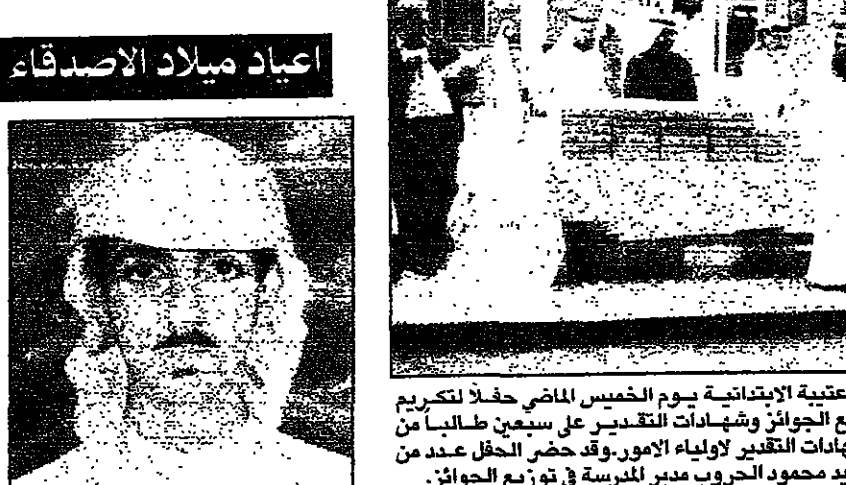 اعياد ميلاد الاصدقاء
عتيبة الابتدائية يوم الخميس الماضي حفلا لتكريم
ع الجوائز وشهادات التقدير على سبعين طالبا من
هادات التقدير لاولياء الامور.وقد حضر الحفل عدد من
يد محمود الحروب مدير المدرسة في توزيع الجوائز.